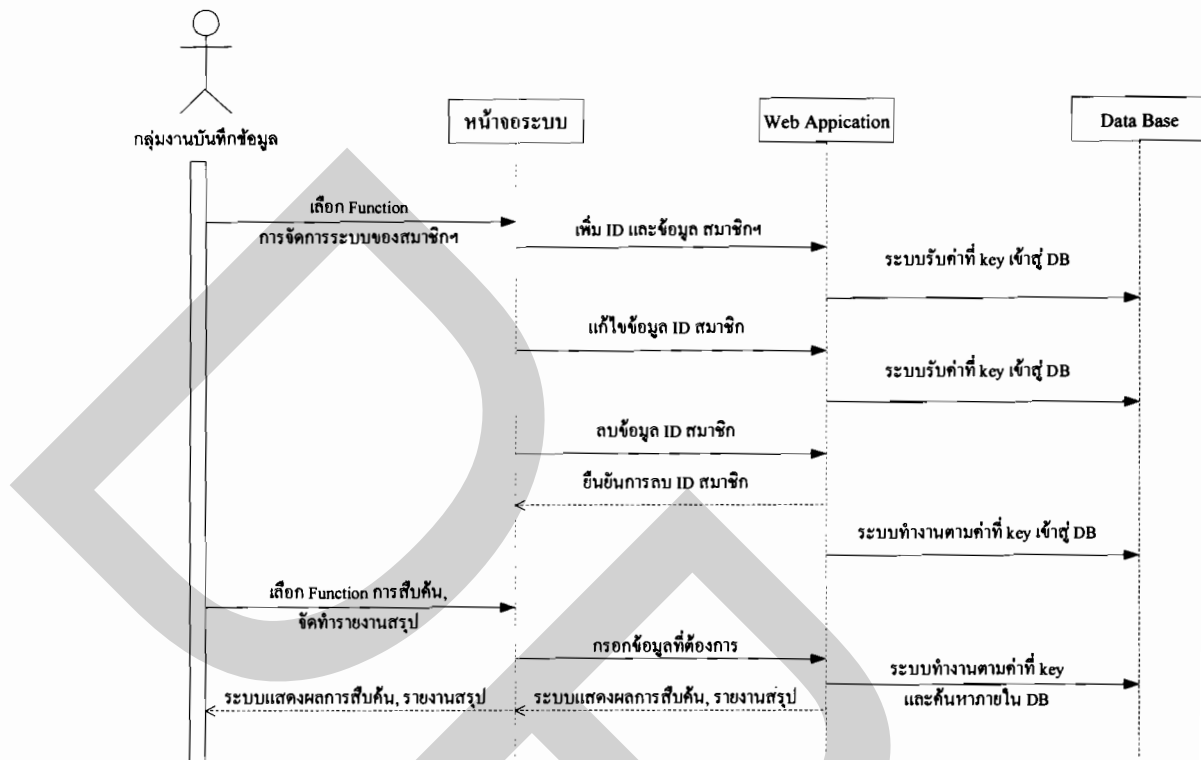 กลุ่มงานบันทึกข้อมูล
หน้าจอระบบ
Web Appication
Data Base
เลือก Function
การจัดการระบบของสมาชิกฯ
เพิ่ม ID และข้อมูล สมาชิกฯ
ระบบรับค่าที่ key เข้าสู่ DB
แก้ไขข้อมูล ID สมาชิก
ระบบรับค่าที่ key เข้าสู่ DB
ลบข้อมูล ID สมาชิก
ยืนยันการลบ ID สมาชิก
ระบบทำงานตามค่าที่ key เข้าสู่ DB
เลือก Function การสืบค้น,
จัดทำรายงานสรุป
กรอกข้อมูลที่ต้องการ
ระบบทำงานตามค่าที่ key
และค้นหาภายใน DB
ระบบแสดงผลการสืบค้น, รายงานสรุป
ระบบแสดงผลการสืบค้น, รายงานสรุป